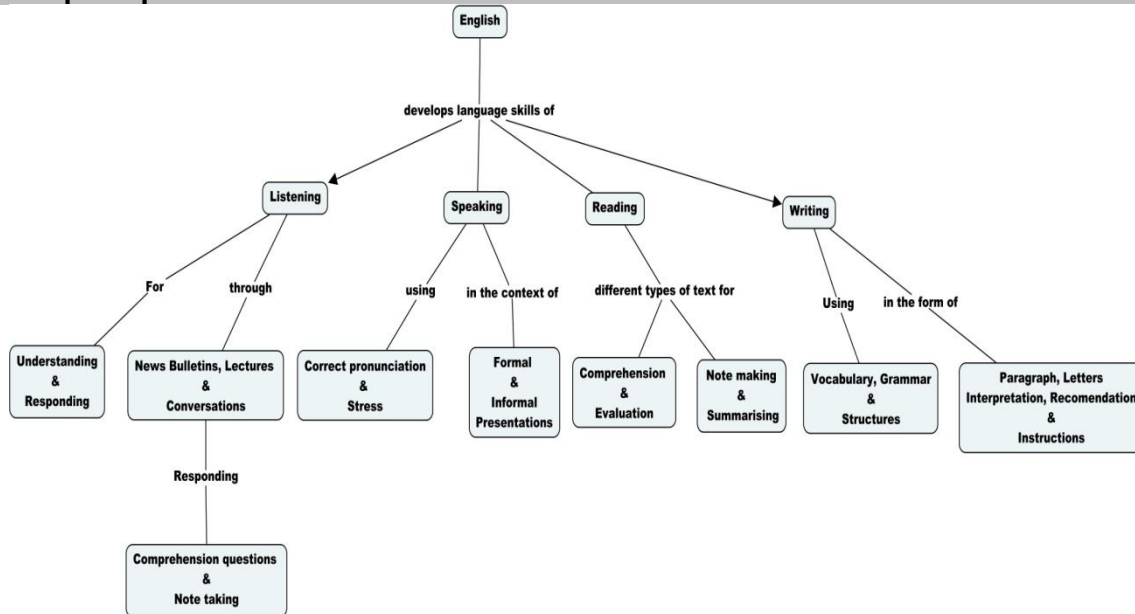 English
develops language skills of
Listening
Speaking
Reading
Writing
For
through
using
in the context of
different types of text for
Using
in the form of
Understanding
&
Responding
News Bulletins, Lectures
&
Conversations
Correct pronunciation
&
Stress
Formal
&
Informal
Presentations
Comprehension
&
Evaluation
Note making
&
Summarising
Vocabulary, Grammar
&
Structures
Paragraph, Letters
Interpretation, Recomendation
&
Instructions
Responding
Comprehension questions
&
Note taking